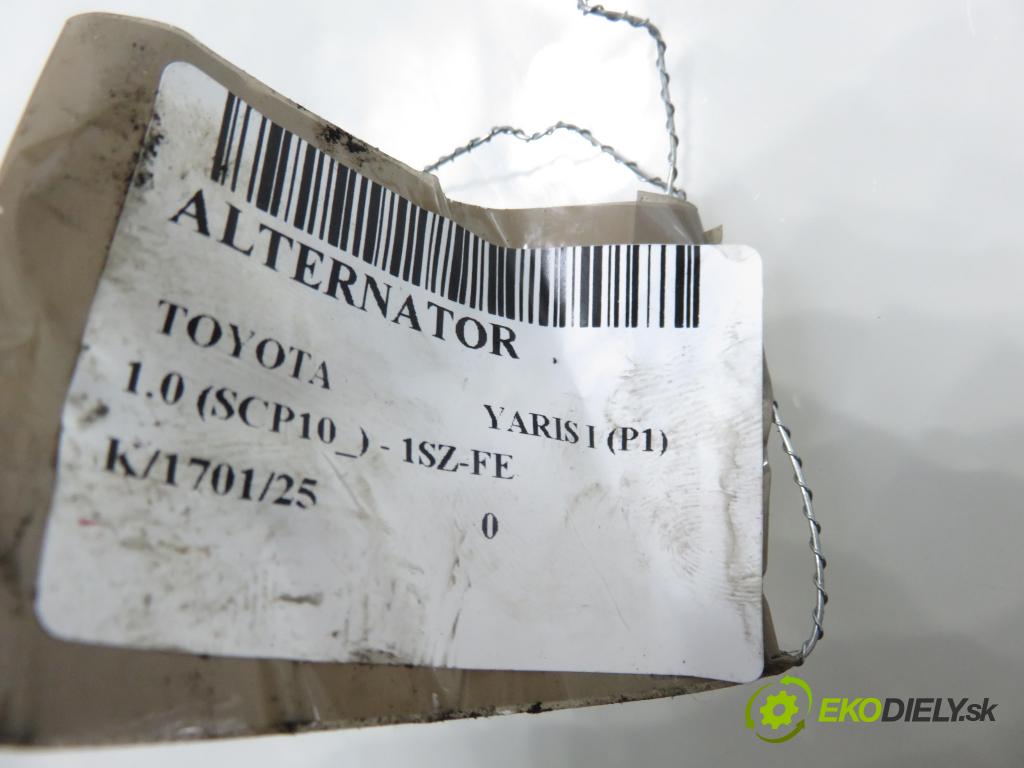 ALTERNATOR
TOYOTA YARIS I (P1)
1.0 (SCP10_) - 1SZ-FE
K/1701/25 0
EKODIELY.sk